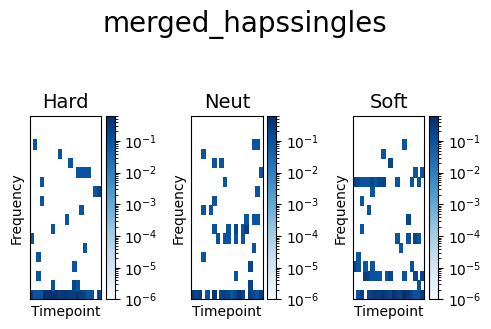 merged_hapssingles
Hard
Neut
Soft
Frequency
Timepoint
10⁻¹
10⁻²
10⁻³
10⁻⁴
10⁻⁵
10⁻⁶
Frequency
Timepoint
10⁻¹
10⁻²
10⁻³
10⁻⁴
10⁻⁵
10⁻⁶
Frequency
Timepoint
10⁻¹
10⁻²
10⁻³
10⁻⁴
10⁻⁵
10⁻⁶